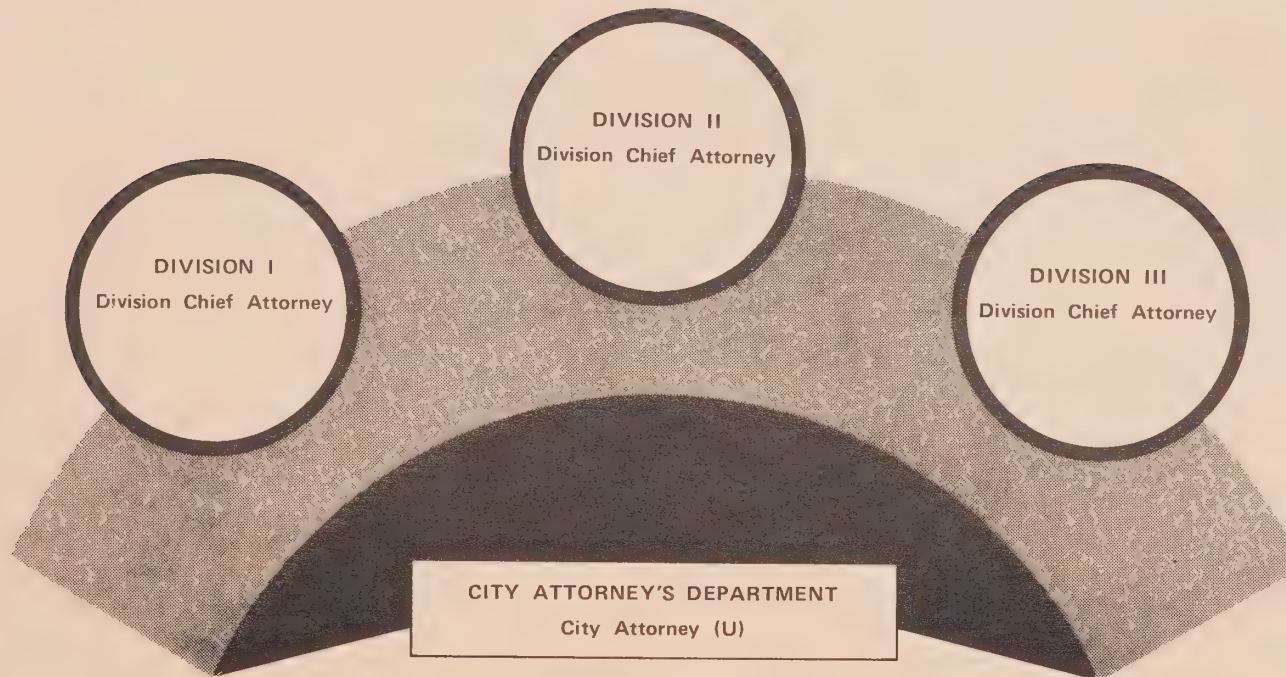 DIVISION II
Division Chief Attorney
DIVISION I
Division Chief Attorney
DIVISION III
Division Chief Attorney
CITY ATTORNEY'S DEPARTMENT
City Attorney (U)